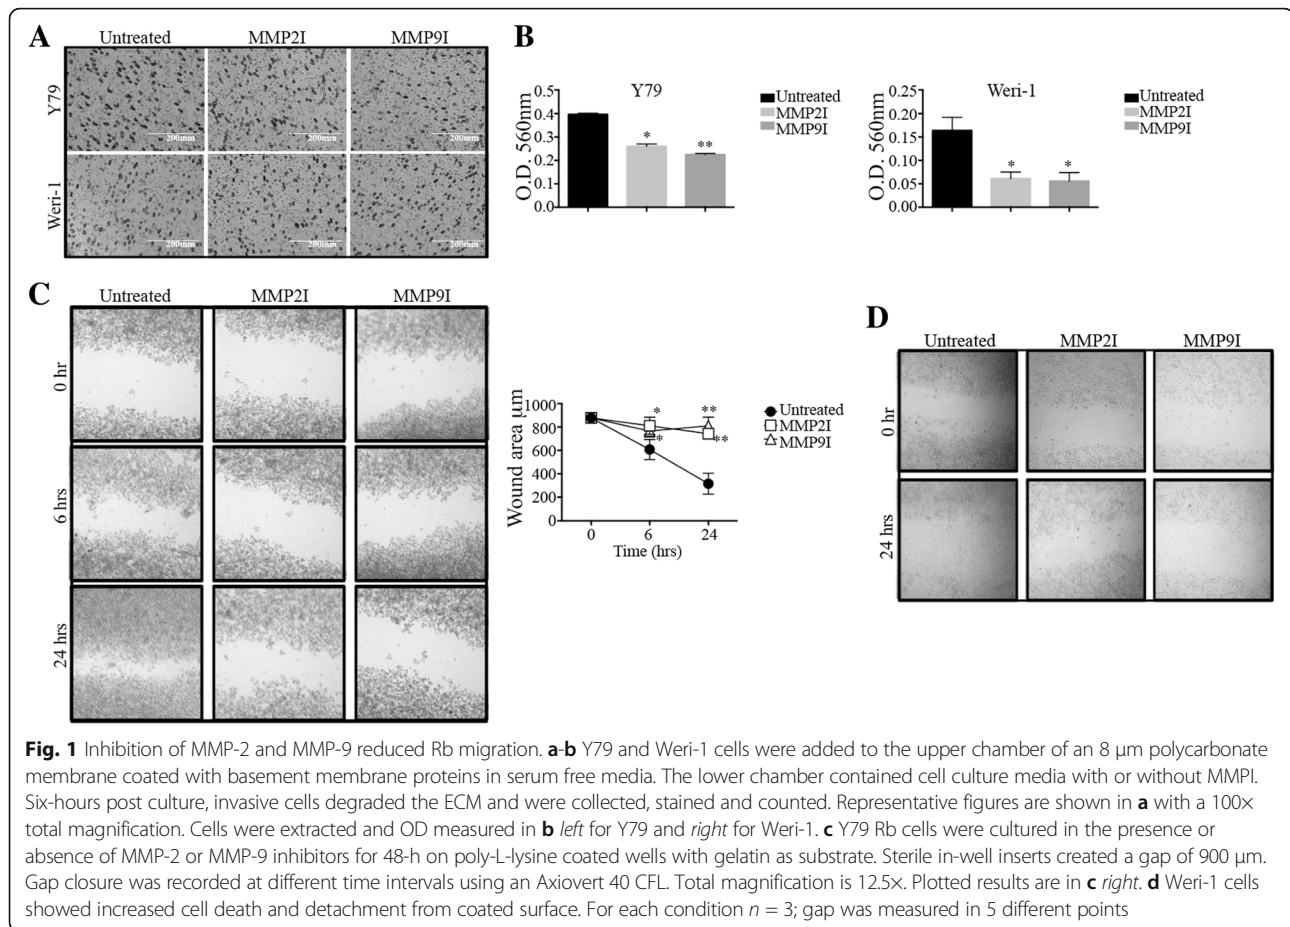 A
Untreated MMP2I MMP9I
Y79
200mm 200mm 200mm
Weri-1
200mm 200mm 200mm
B
Y79
O.D. 560nm
0.5
0.4
0.3
0.2
0.1
0.0
* **
Untreated
MMP2I
MMP9I
Weri-1
O.D. 560nm
0.25
0.20
0.15
0.10
0.05
0.00
* *
Untreated
MMP2I
MMP9I
C
Untreated MMP2I MMP9I
0 hr
6 hrs
24 hrs
Wound area µm
1000
800
600
400
200
0
* **
* **
0 6 24
Time (hrs)
Untreated
MMP2I
MMP9I
D
Untreated MMP2I MMP9I
0 hr
24 hrs
Fig. 1 Inhibition of MMP-2 and MMP-9 reduced Rb migration. a-b Y79 and Weri-1 cells were added to the upper chamber of an 8 µm polycarbonate
membrane coated with basement membrane proteins in serum free media. The lower chamber contained cell culture media with or without MMPI.
Six-hours post culture, invasive cells degraded the ECM and were collected, stained and counted. Representative figures are shown in a with a 100×
total magnification. Cells were extracted and OD measured in b left for Y79 and right for Weri-1. c Y79 Rb cells were cultured in the presence or
absence of MMP-2 or MMP-9 inhibitors for 48-h on poly-L-lysine coated wells with gelatin as substrate. Sterile in-well inserts created a gap of 900 µm.
Gap closure was recorded at different time intervals using an Axiovert 40 CFL. Total magnification is 12.5×. Plotted results are in c right. d Weri-1 cells
showed increased cell death and detachment from coated surface. For each condition n = 3; gap was measured in 5 different points